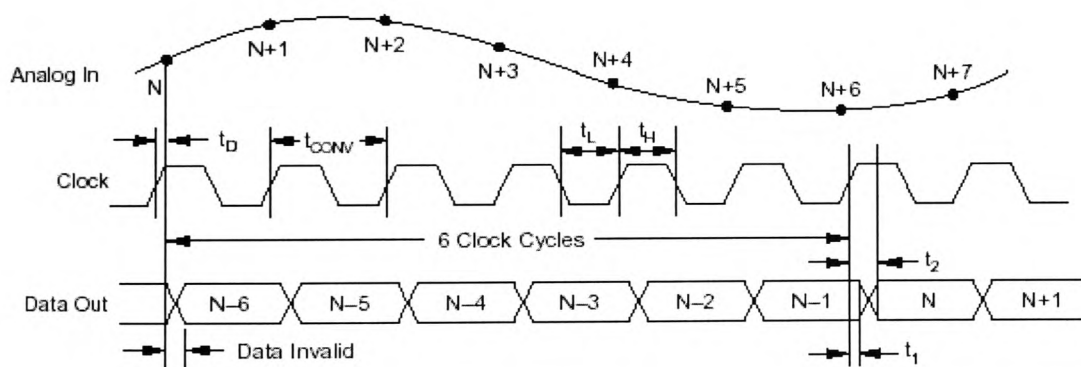 N+1
N+2
N+4
N+7
Analog In
N
N+3
N+5
N+6
t_D
t_CONV
t_L
t_H
Clock
6 Clock Cycles
t_2
Data Out
N–6
N–5
N–4
N–3
N–2
N–1
N
N+1
Data Invalid
t_1